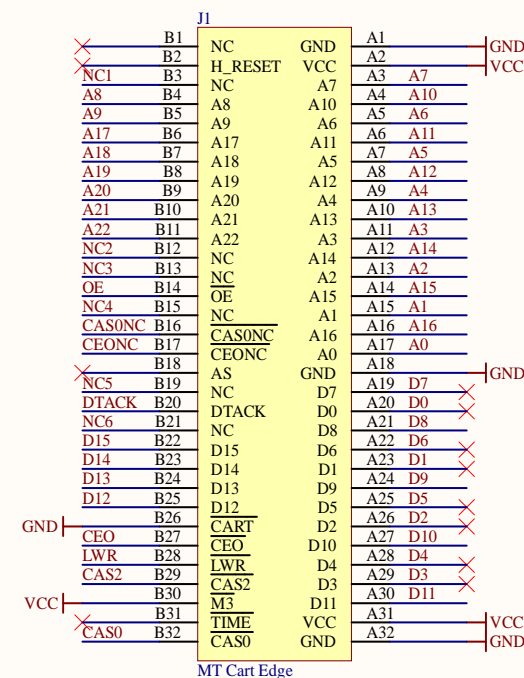 J1
B1 NC GND A1 GND
B2 H_RESET VCC A2 VCC
NC1 B3 NC A7 A3 A7
A8 B4 A8 A10 A4 A10
A9 B5 A9 A6 A5 A6
A17 B6 A17 A11 A6 A11
A18 B7 A18 A5 A7 A5
A19 B8 A19 A12 A8 A12
A20 B9 A20 A4 A9 A4
A21 B10 A21 A13 A10 A13
A22 B11 A22 A3 A11 A3
NC2 B12 NC A14 A12 A14
NC3 B13 NC A2 A13 A2
OE B14 OE A15 A14 A15
NC4 B15 NC A1 A15 A1
CAS0NC B16 CAS0NC A16 A16 A16
CEONC B17 CEONC A0 A17 A0
B18 AS GND A18 GND
NC5 B19 NC D7 A19 D7
DTACK B20 DTACK D0 A20 D0
NC6 B21 NC D8 A21 D8
D15 B22 D15 D6 A22 D6
D14 B23 D14 D1 A23 D1
D13 B24 D13 D9 A24 D9
D12 B25 D12 D5 A25 D5
GND B26 CART D2 A26 D2
CEO B27 CEO D10 A27 D10
LWR B28 LWR D4 A28 D4
CAS2 B29 CAS2 D3 A29 D3
VCC B30 M3 D11 A30 D11
B31 TIME VCC A31 VCC
CAS0 B32 CAS0 GND A32 GND
MT Cart Edge